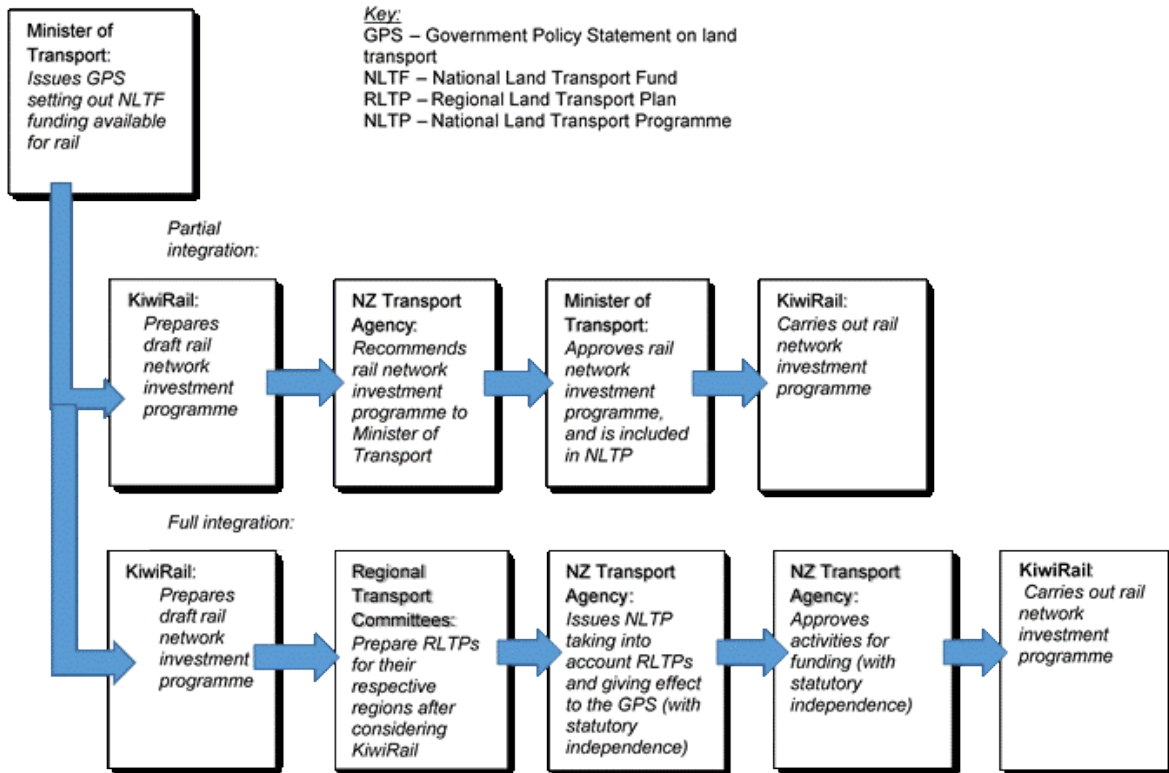 Minister of
Transport:
Issues GPS
setting out NLTF
funding available
for rail
Key:
GPS – Government Policy Statement on land
transport
NLTF – National Land Transport Fund
RLTP – Regional Land Transport Plan
NLTP – National Land Transport Programme
Partial
integration:
KiwiRail:
Prepares
draft rail
network
investment
programme
NZ Transport
Agency:
Recommends
rail network
investment
programme to
Minister of
Transport
Minister of
Transport:
Approves rail
network
investment
programme,
and is included
in NLTP
KiwiRail:
Carries out rail
network
investment
programme
Full integration:
KiwiRail:
Prepares
draft rail
network
investment
programme
Regional
Transport
Committees:
Prepare RLTPs
for their
respective
regions after
considering
KiwiRail
NZ Transport
Agency:
Issues NLTP
taking into
account RLTPs
and giving effect
to the GPS (with
statutory
independence)
NZ Transport
Agency:
Approves
activities for
funding (with
statutory
independence)
KiwiRail:
Carries out rail
network
investment
programme